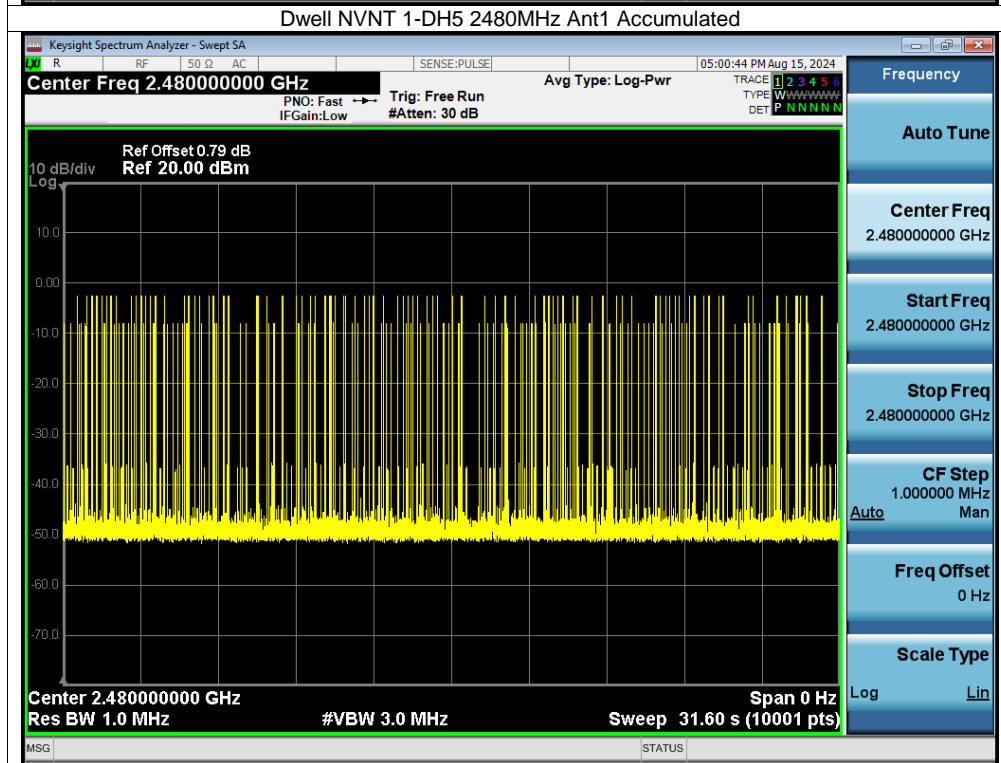 Dwell NVNT 1-DH5 2480MHz Ant1 Accumulated
Keysight Spectrum Analyzer - Swept SA
LXI R RF 50 Ω AC SENSE:PULSE 05:00:44 PM Aug 15, 2024
Center Freq 2.480000000 GHz
PNO: Fast
IFGain:Low
Trig: Free Run
#Atten: 30 dB
Avg Type: Log-Pwr
TRACE 1 2 3 4 5 6
TYPE WWWWWW
DET P N N N N N
Ref Offset 0.79 dB
10 dB/div Ref 20.00 dBm
Log
10.0
0.00
-10.0
-20.0
-30.0
-40.0
-50.0
-60.0
-70.0
Center 2.480000000 GHz Span 0 Hz
Res BW 1.0 MHz #VBW 3.0 MHz Sweep 31.60 s (10001 pts)
MSG STATUS
Frequency
Auto Tune
Center Freq
2.480000000 GHz
Start Freq
2.480000000 GHz
Stop Freq
2.480000000 GHz
CF Step
1.000000 MHz
Auto Man
Freq Offset
0 Hz
Scale Type
Log Lin